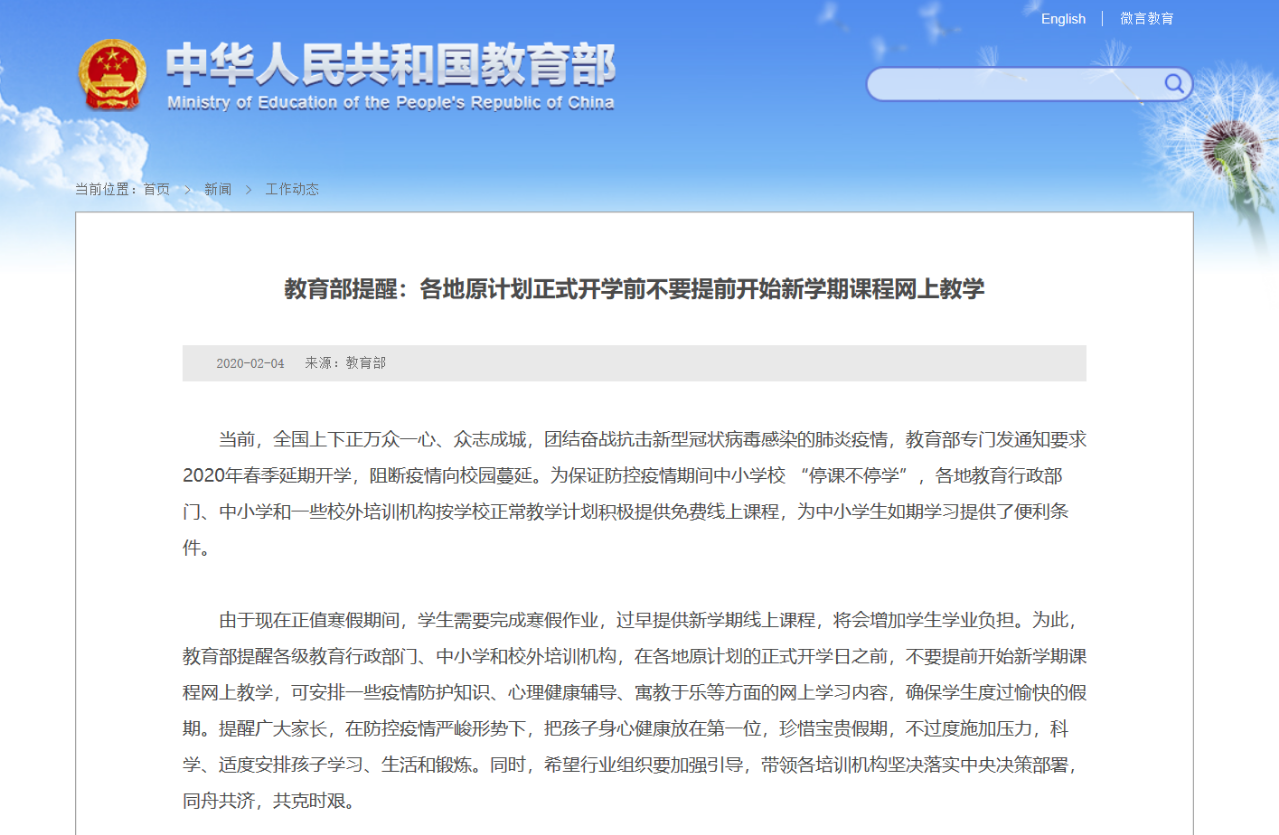 English | 微言教育
中华人民共和国教育部
Ministry of Education of the People's Republic of China
当前位置：首页 > 新闻 > 工作动态
教育部提醒：各地原计划正式开学前不要提前开始新学期课程网上教学
2020-02-04 来源：教育部
当前，全国上下正万众一心、众志成城，团结奋战抗击新型冠状病毒感染的肺炎疫情，教育部专门发通知要求
2020年春季延期开学，阻断疫情向校园蔓延。为保证防控疫情期间中小学校 “停课不停学”，各地教育行政部
门、中小学和一些校外培训机构按学校正常教学计划积极提供免费线上课程，为中小学生如期学习提供了便利条
件。
由于现在正值寒假期间，学生需要完成寒假作业，过早提供新学期线上课程，将会增加学生学业负担。为此，
教育部提醒各级教育行政部门、中小学和校外培训机构，在各地原计划的正式开学日之前，不要提前开始新学期课
程网上教学，可安排一些疫情防护知识、心理健康辅导、寓教于乐等方面的网上学习内容，确保学生度过愉快的假
期。提醒广大家长，在防控疫情严峻形势下，把孩子身心健康放在第一位，珍惜宝贵假期，不过度施加压力，科
学、适度安排孩子学习、生活和锻炼。同时，希望行业组织要加强引导，带领各培训机构坚决落实中央决策部署，
同舟共济，共克时艰。